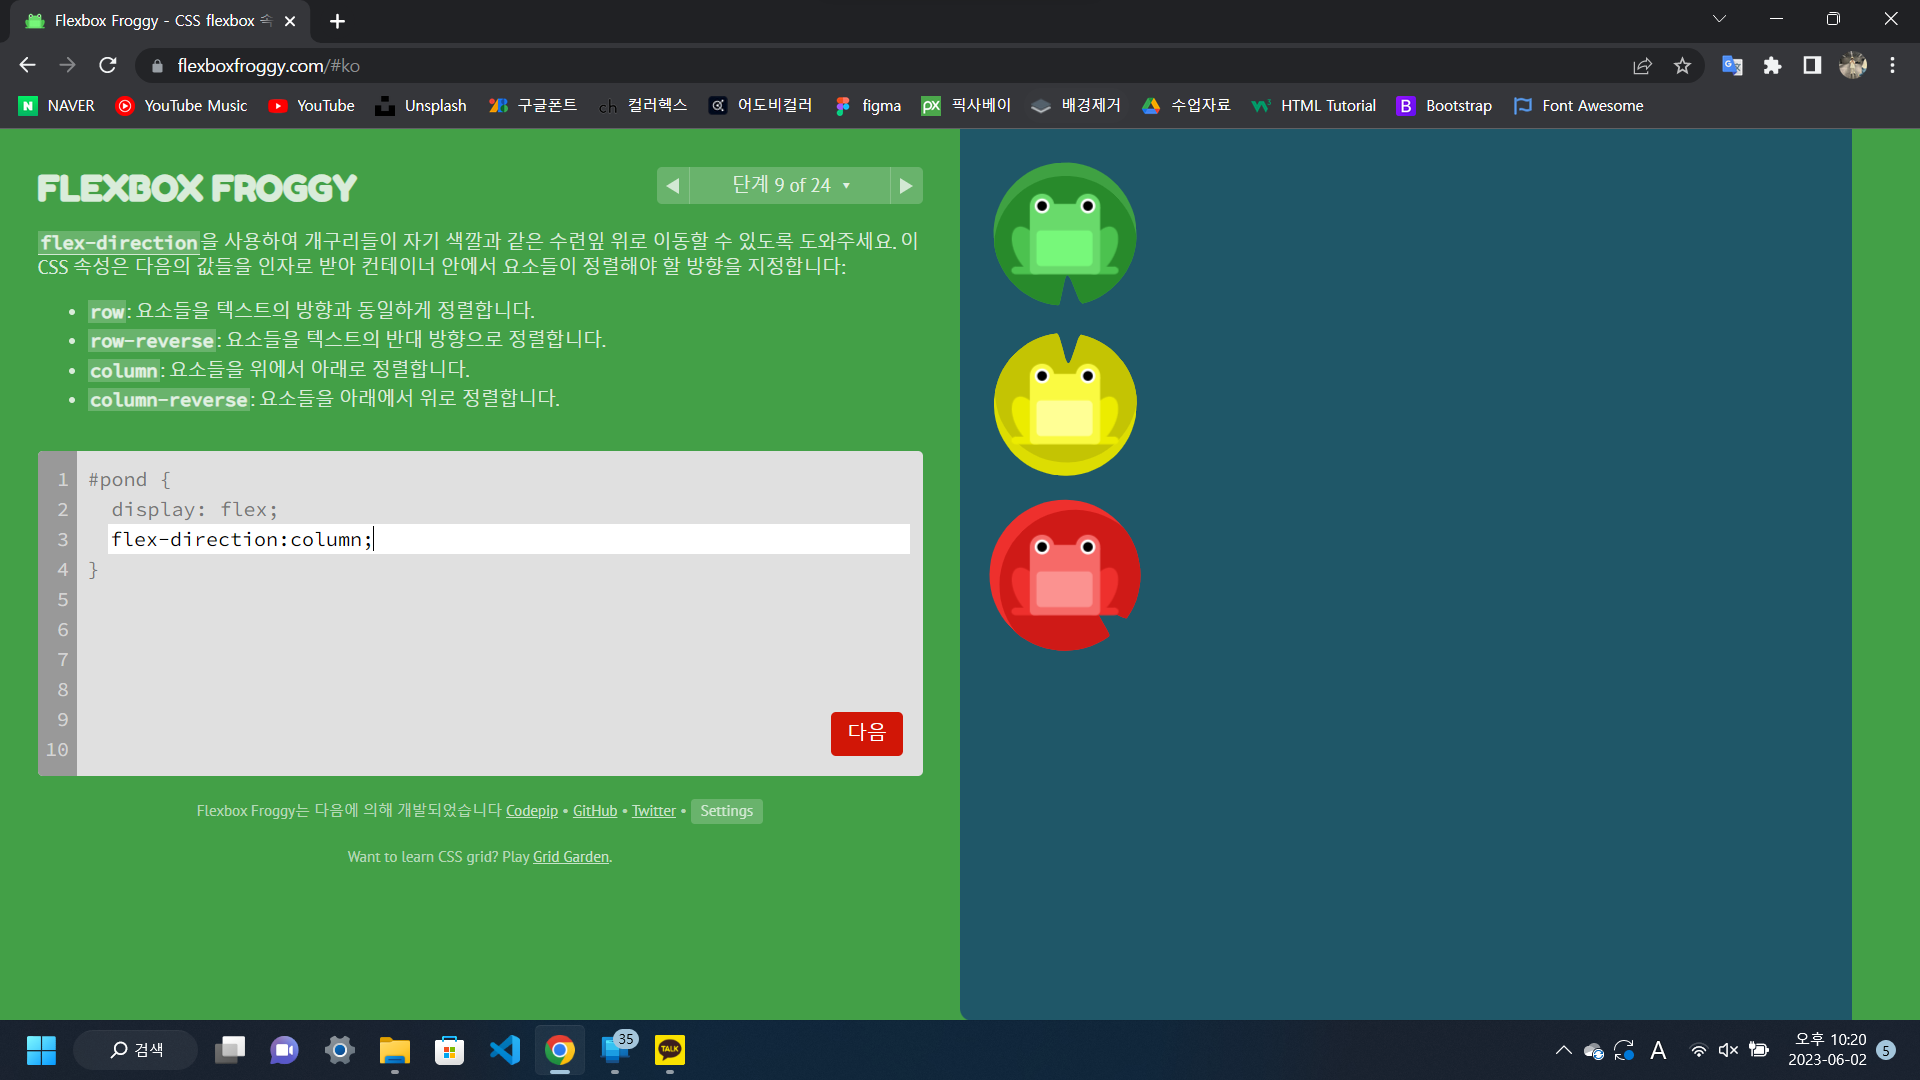 Flexbox Froggy - CSS flexbox 속
flexboxfroggy.com/#ko
NAVER YouTube Music YouTube Unsplash 구글폰트 ch 컬러헥스 어도비컬러 figma px 픽사베이 배경제거 수업자료 HTML Tutorial B Bootstrap Font Awesome
FLEXBOX FROGGY
단계 9 of 24
flex-direction을 사용하여 개구리들이 자기 색깔과 같은 수련잎 위로 이동할 수 있도록 도와주세요. 이
CSS 속성은 다음의 값들을 인자로 받아 컨테이너 안에서 요소들이 정렬해야 할 방향을 지정합니다:
• row: 요소들을 텍스트의 방향과 동일하게 정렬합니다.
• row-reverse: 요소들을 텍스트의 반대 방향으로 정렬합니다.
• column: 요소들을 위에서 아래로 정렬합니다.
• column-reverse: 요소들을 아래에서 위로 정렬합니다.
1 #pond {
2 display: flex;
3 flex-direction:column;
4 }
5
6
7
8
9
10
다음
Flexbox Froggy는 다음에 의해 개발되었습니다 Codepip • GitHub • Twitter • Settings
Want to learn CSS grid? Play Grid Garden.
검색
35
TALK
A
오후 10:20
2023-06-02
5